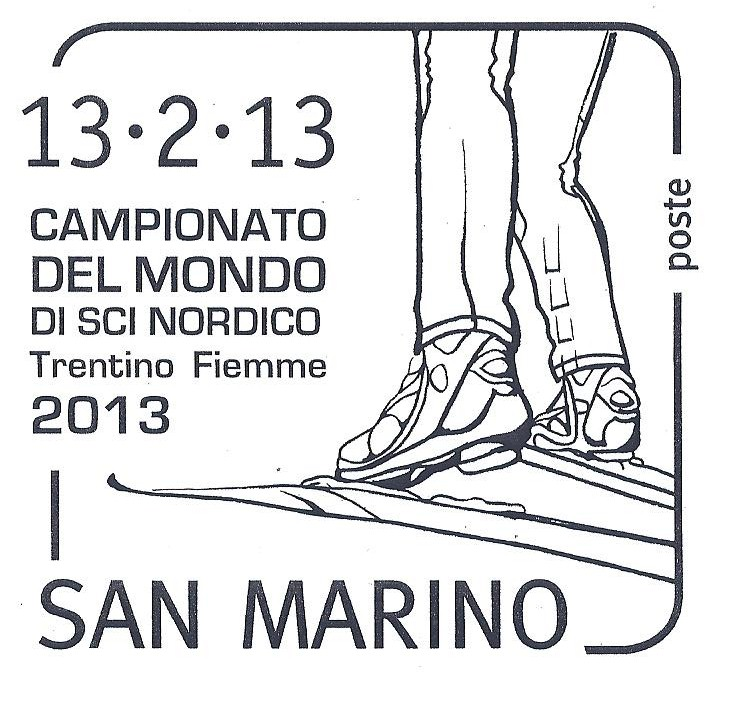 13·2·13
CAMPIONATO
DEL MONDO
DI SCI NORDICO
Trentino Fiemme
2013
poste
SAN MARINO